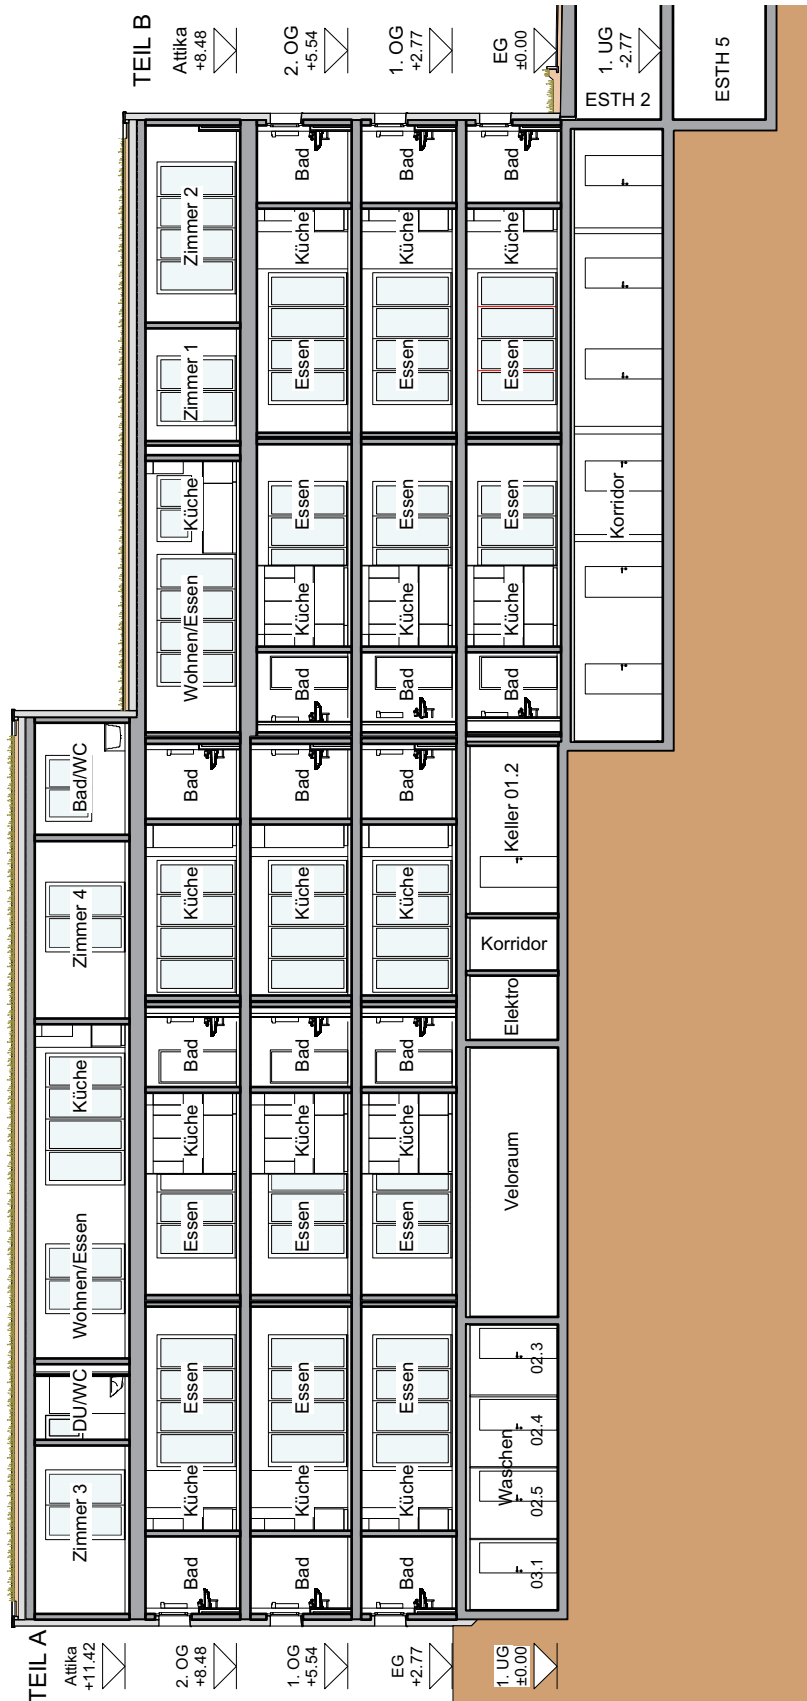 TEIL B
Attika
+8.48
2. OG
+5.54
1. OG
+2.77
EG
±0.00
1. UG
-2.77
ESTH 2
ESTH 5
Zimmer 2
Bad
Bad
Bad
Küche
Küche
Küche
Zimmer 1
Essen
Essen
Essen
Küche
Essen
Essen
Essen
Korridor
Wohnen/Essen
Küche
Küche
Küche
Bad
Bad
Bad
Bad/WC
Bad
Bad
Bad
Keller 01.2
Zimmer 4
Küche
Küche
Küche
Korridor
Elektro
Küche
Bad
Bad
Bad
Küche
Küche
Küche
Veloraum
Wohnen/Essen
Essen
Essen
Essen
DU/WC
Essen
Essen
Essen
02.3
02.4
Waschen
02.5
03.1
Zimmer 3
Küche
Küche
Küche
Bad
Bad
Bad
TEIL A
Attika
+11.42
2. OG
+8.48
1. OG
+5.54
EG
+2.77
1. UG
±0.00